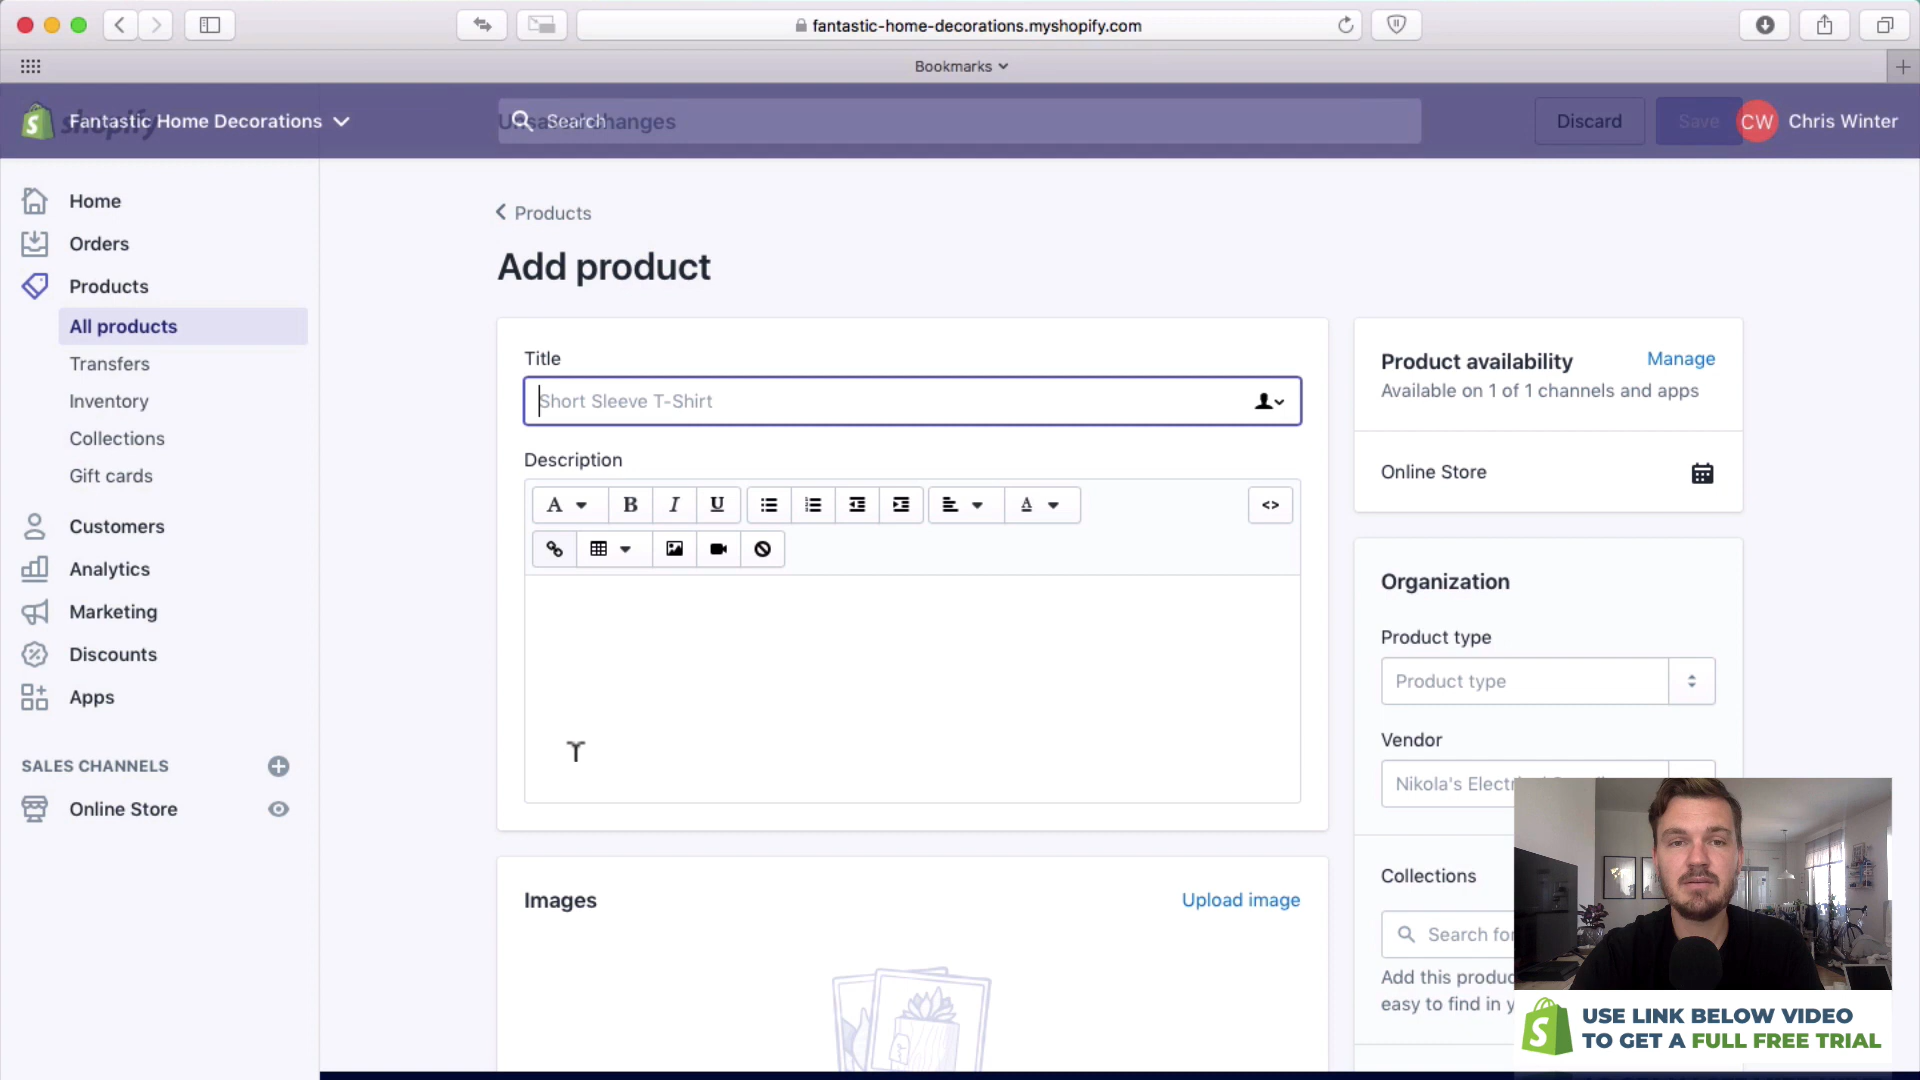 fantastic-home-decorations.myshopify.com
Bookmarks
shopify
Fantastic Home Decorations
Unsaved changes
Search
Discard
Save
CW
Chris Winter
Home
Orders
Products
All products
Transfers
Inventory
Collections
Gift cards
Customers
Analytics
Marketing
Discounts
Apps
SALES CHANNELS
Online Store
Products
Add product
Title
Short Sleeve T-Shirt
Description
A
B
I
U
A
<>
Images
Upload image
Product availability
Manage
Available on 1 of 1 channels and apps
Online Store
Organization
Product type
Product type
Vendor
Nikola's
Collections
Search
Add this
easy to find in
USE LINK BELOW VIDEO
TO GET A FULL FREE TRIAL